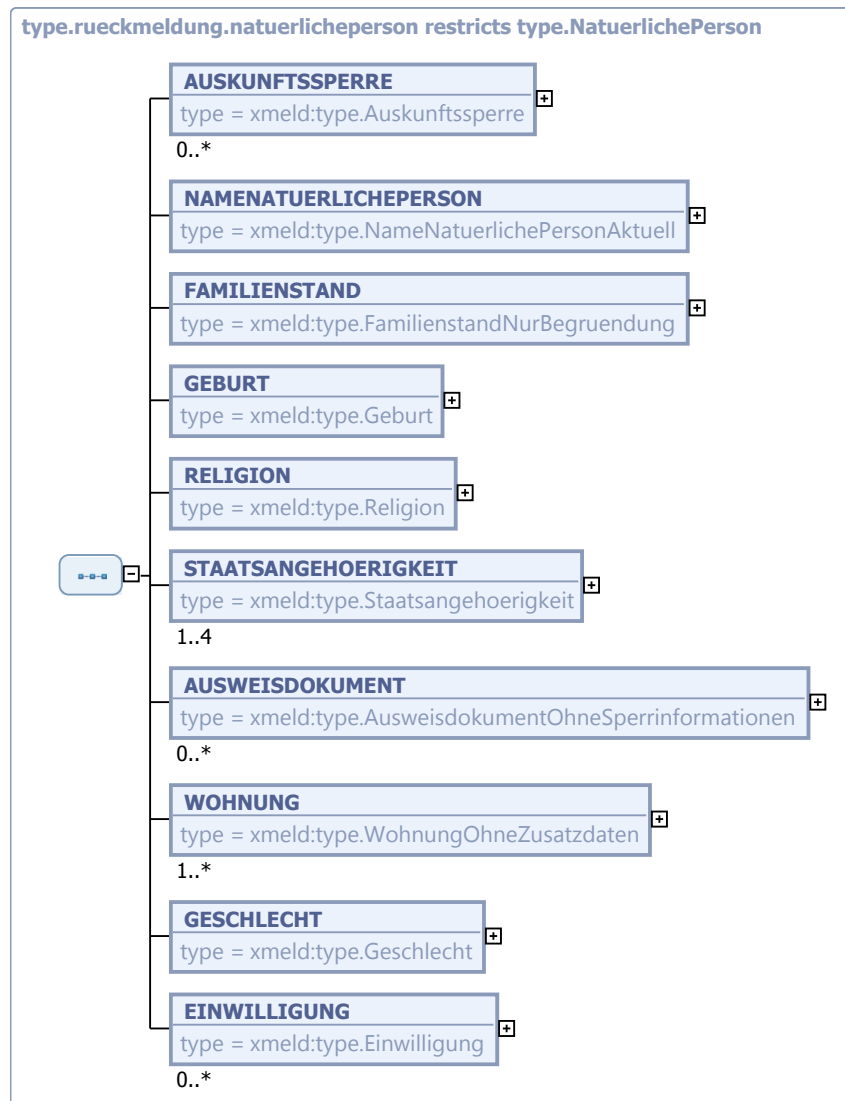 type.rueckmeldung.natuerlicheperson restricts type.NatuerlichePerson
AUSKUNFTSSPERRE
type = xmeld:type.Auskunftssperre
0..*
NAMENATUERLICHEPERSON
type = xmeld:type.NameNatuerlichePersonAktuell
FAMILIENSTAND
type = xmeld:type.FamilienstandNurBegruendung
GEBURT
type = xmeld:type.Geburt
RELIGION
type = xmeld:type.Religion
STAATSANGEHOERIGKEIT
type = xmeld:type.Staatsangehoerigkeit
1..4
AUSWEISDOKUMENT
type = xmeld:type.AusweisdokumentOhneSperrinformationen
0..*
WOHNUNG
type = xmeld:type.WohnungOhneZusatzdaten
1..*
GESCHLECHT
type = xmeld:type.Geschlecht
EINWILLIGUNG
type = xmeld:type.Einwilligung
0..*